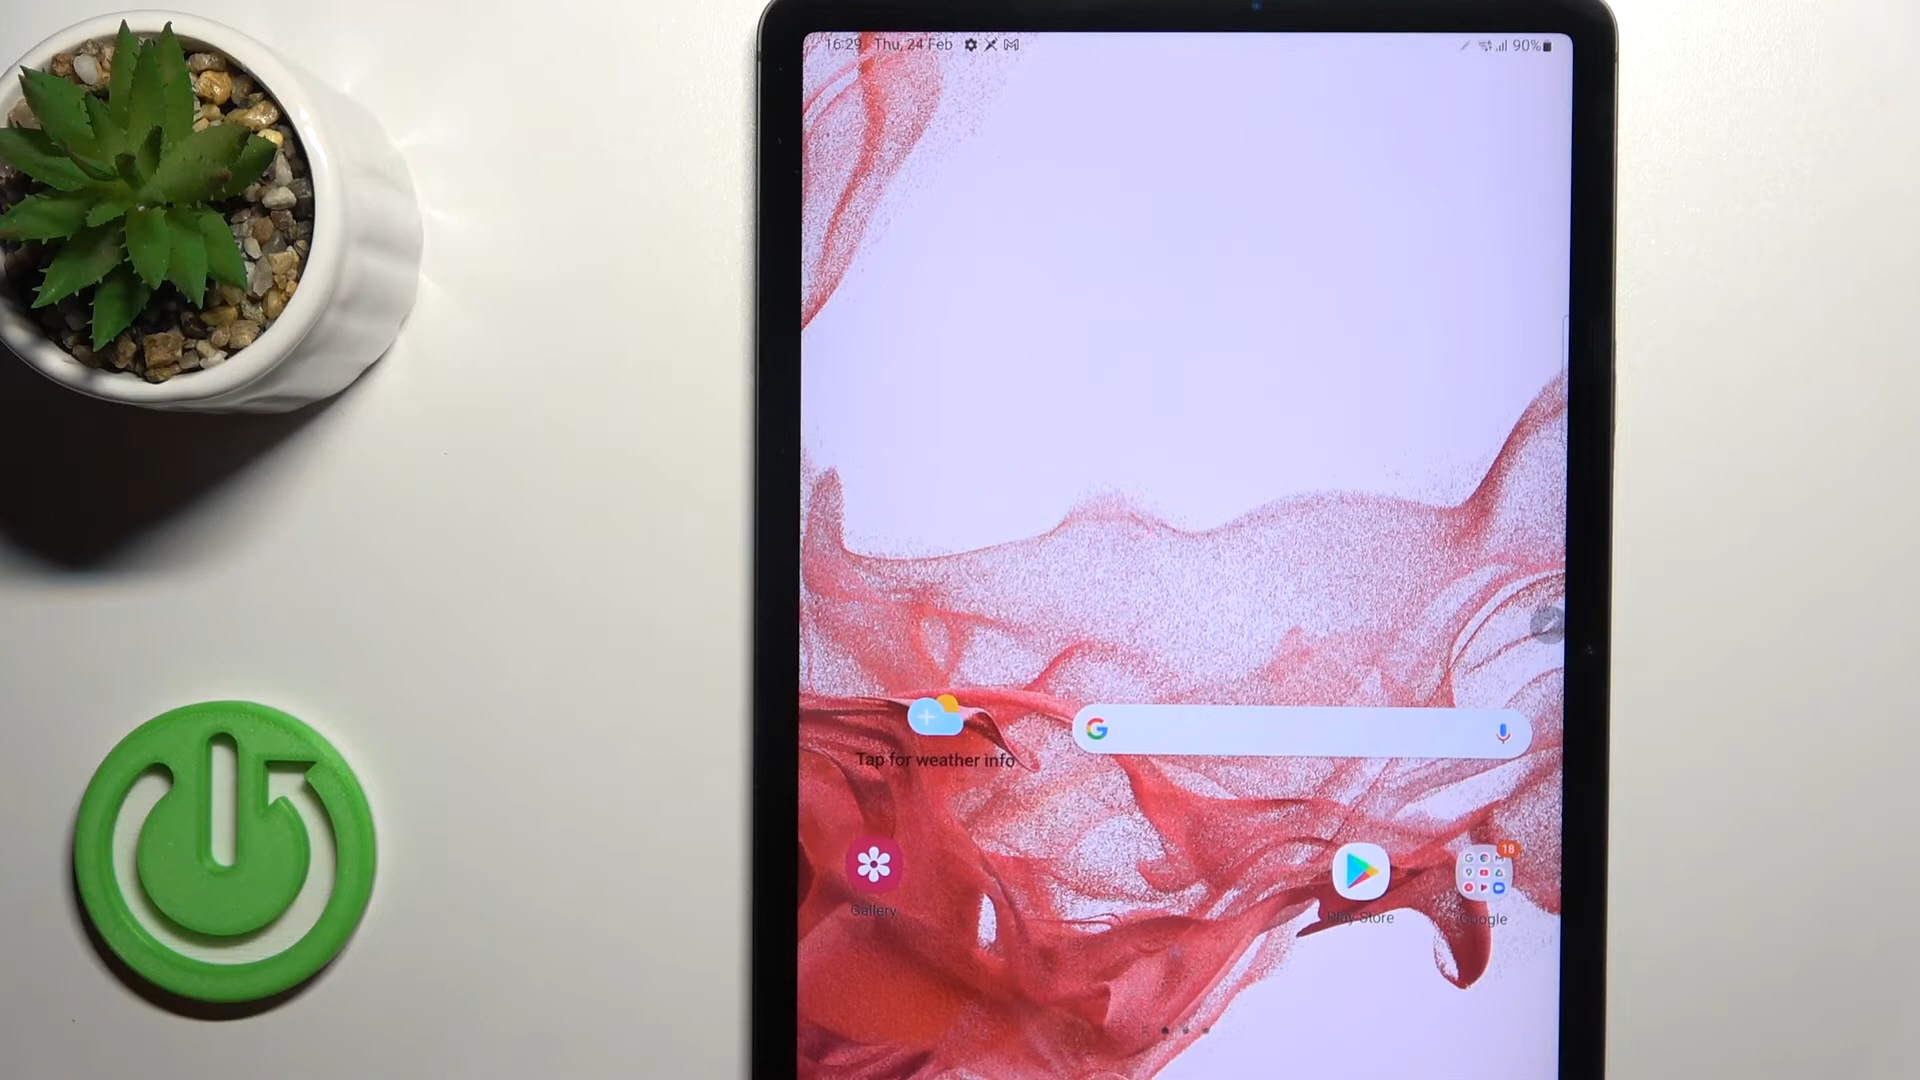 16:29 Thu, 24 Feb
90%
Tap for weather info
G
18
Gallery
Play Store
Google